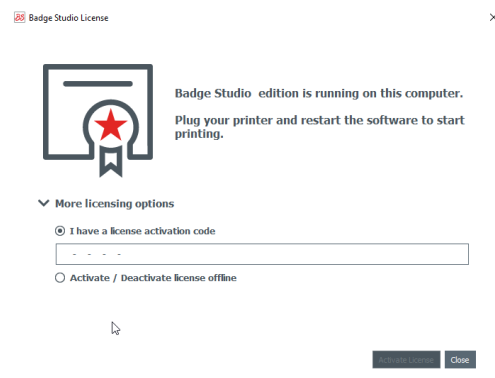 BS Badge Studio License
Badge Studio edition is running on this computer.
Plug your printer and restart the software to start
printing.
More licensing options
I have a license activation code
- - - -
Activate / Deactivate license offline
Activate License Close